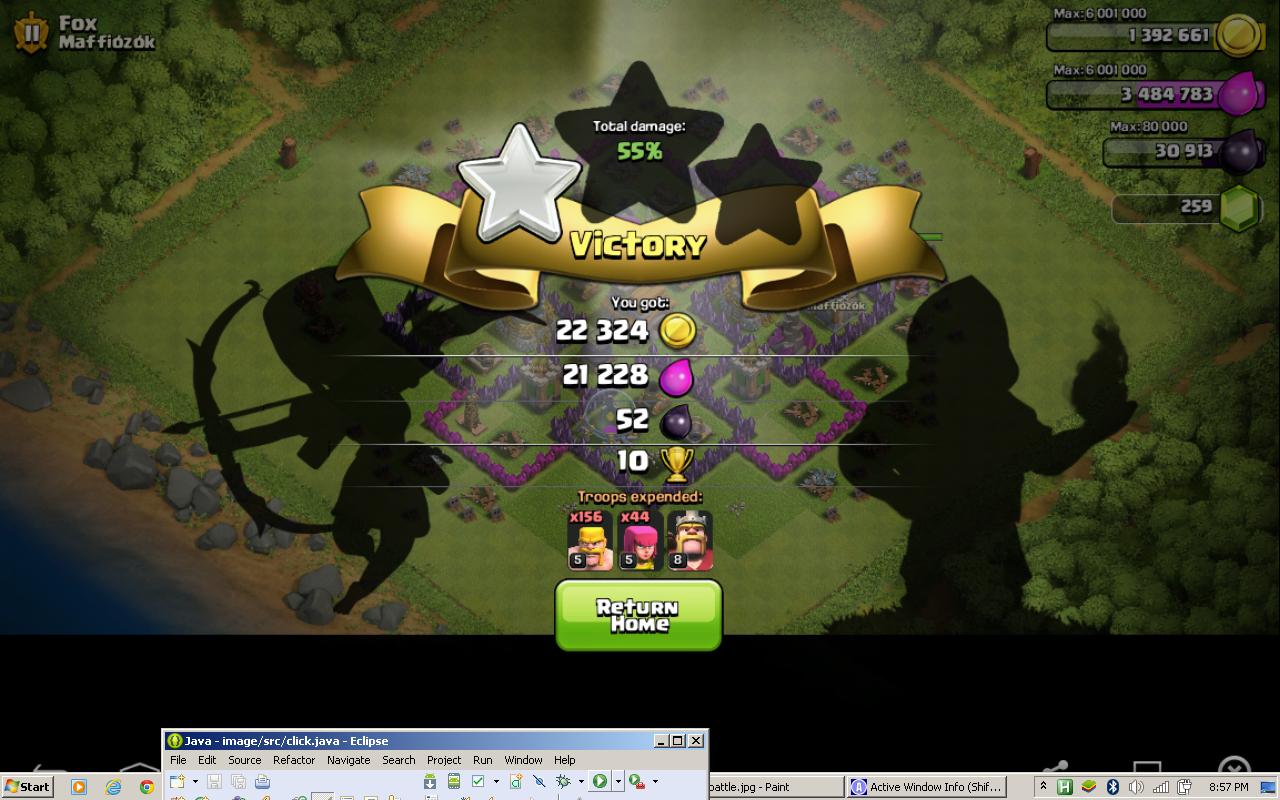 Fox
Maffiózók
Max: 6 001 000
1 392 661
Max: 6 001 000
3 484 783
Max: 80 000
30 913
259
Total damage:
55%
Victory
Maffiózók
You got:
22 324
21 228
52
10
Troops expended:
x156 x44
5 5 8
Return
Home
Java - image/src/click.java - Eclipse
File Edit Source Refactor Navigate Search Project Run Window Help
Start
battle.jpg - Paint
Active Window Info (Shif...
8:57 PM